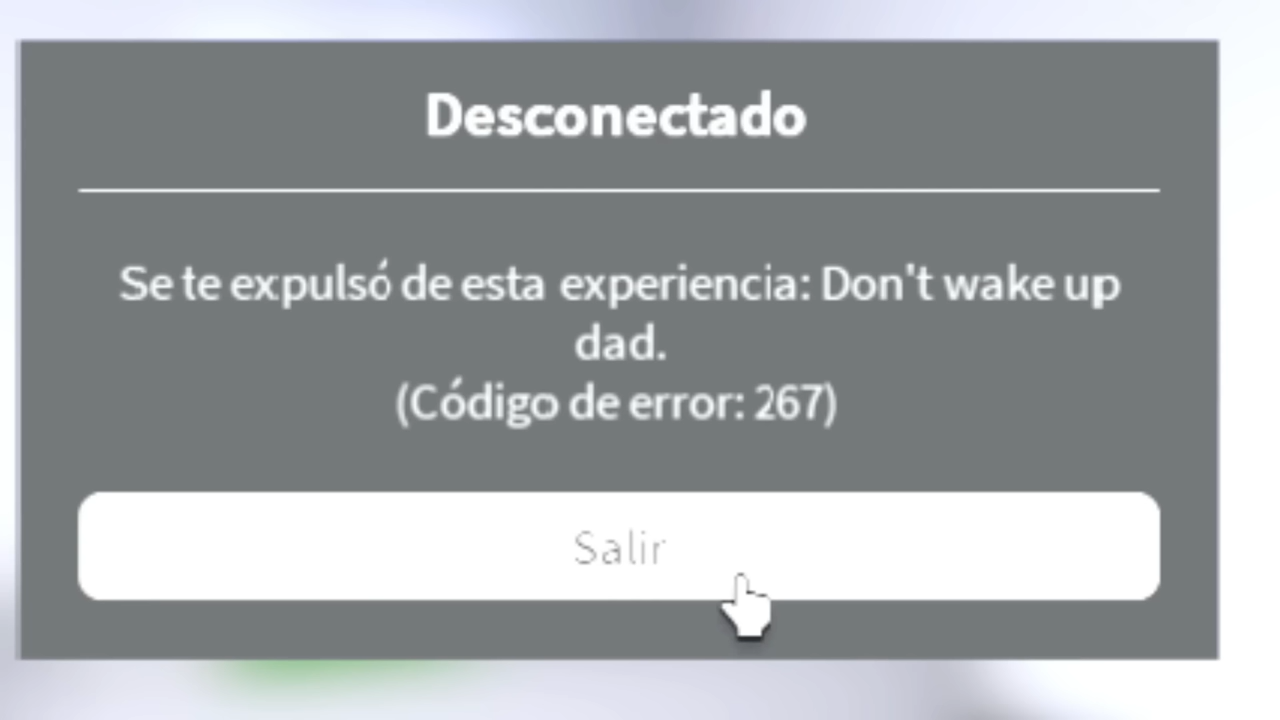 Desconectado
Se te expulsó de esta experiencia: Don't wake up
dad.
(Código de error: 267)
Salir